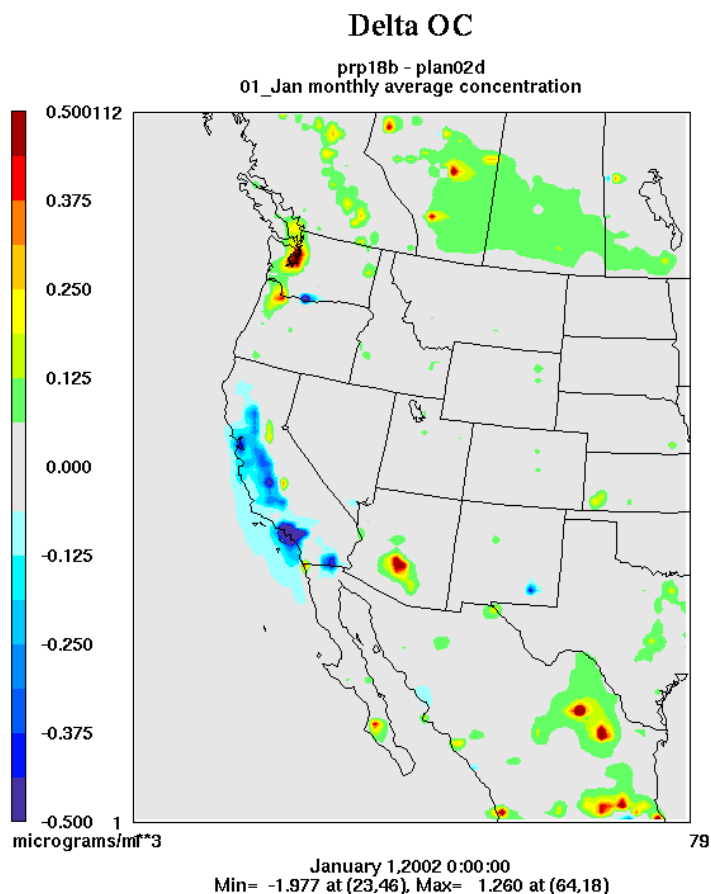 Delta OC
prp18b - plan02d
01_Jan monthly average concentration
0.500 112
0.375
0.250
0.125
0.000
-0.125
-0.250
-0.375
-0.500 1
micrograms/m**3 79
January 1,2002 0:00:00
Min= -1.977 at (23,46), Max= 1.260 at (64,18)